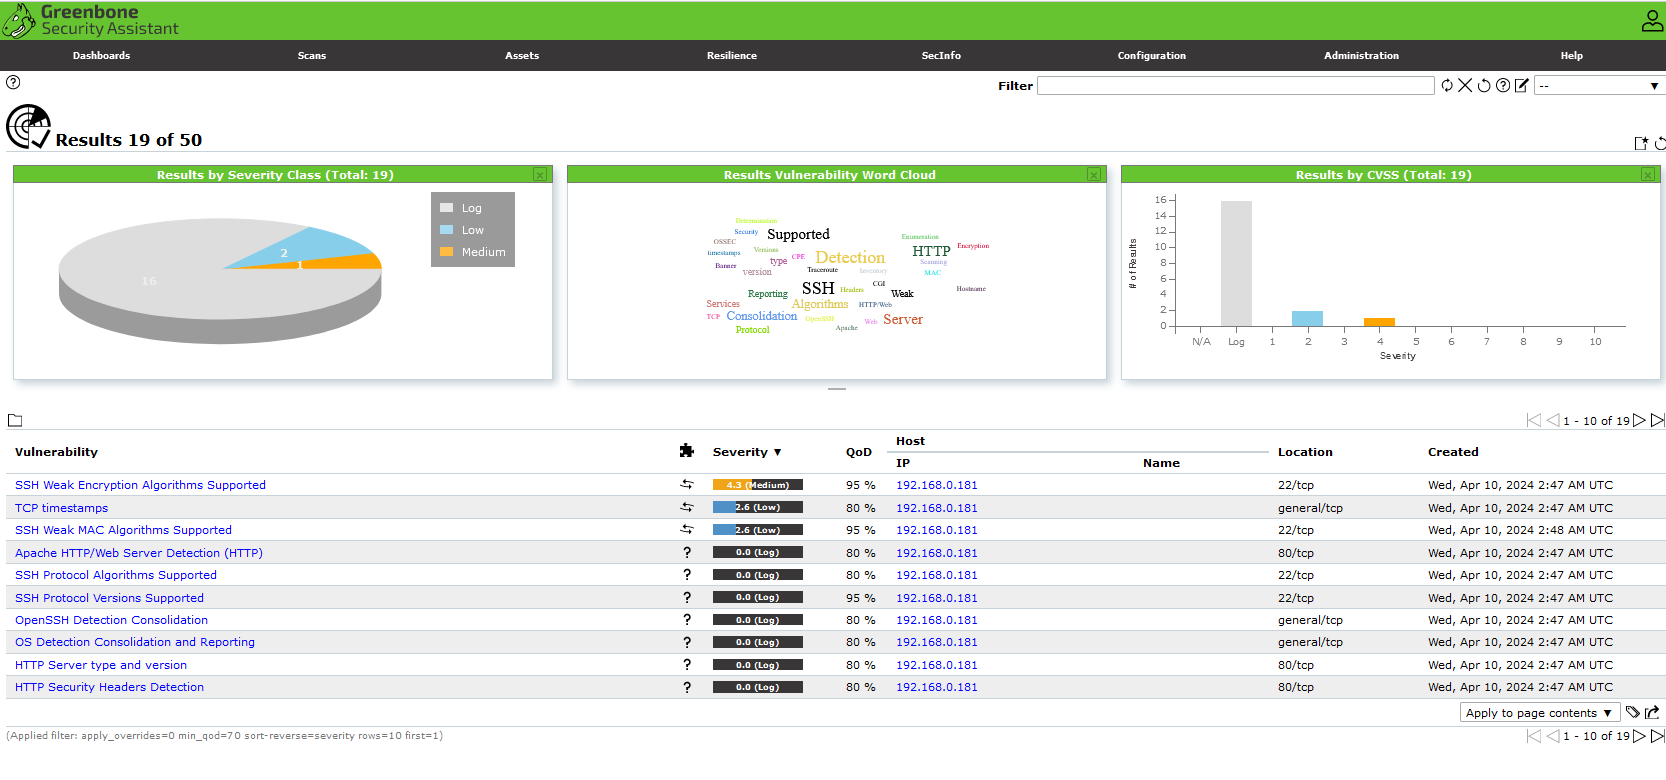 Greenbone
Security Assistant
Dashboards Scans Assets Resilience SecInfo Configuration Administration Help
Filter --
Results 19 of 50
Results by Severity Class (Total: 19)
Log
Low
Medium
2
1
16
Results Vulnerability Word Cloud
Determination
Security Supported
OSSEC Enumeration
timestamps Versions HTTP Encryption
type CPE Detection
Banner version Traceroute Inventory Scanning
MAC
SSH Headers CGI Hostname
Reporting Weak
Services Algorithms HTTP/Web
TCP Consolidation OpenSSH Web Server
Protocol Apache
Results by CVSS (Total: 19)
# of Results
16
14
12
10
8
6
4
2
0
N/A Log 1 2 3 4 5 6 7 8 9 10
Severity
1 - 10 of 19
Vulnerability Severity ▼ QoD Host Location Created
IP Name
SSH Weak Encryption Algorithms Supported 4.3 (Medium) 95 % 192.168.0.181 22/tcp Wed, Apr 10, 2024 2:47 AM UTC
TCP timestamps 2.6 (Low) 80 % 192.168.0.181 general/tcp Wed, Apr 10, 2024 2:47 AM UTC
SSH Weak MAC Algorithms Supported 2.6 (Low) 95 % 192.168.0.181 22/tcp Wed, Apr 10, 2024 2:48 AM UTC
Apache HTTP/Web Server Detection (HTTP) ? 0.0 (Log) 80 % 192.168.0.181 80/tcp Wed, Apr 10, 2024 2:47 AM UTC
SSH Protocol Algorithms Supported ? 0.0 (Log) 80 % 192.168.0.181 22/tcp Wed, Apr 10, 2024 2:47 AM UTC
SSH Protocol Versions Supported ? 0.0 (Log) 95 % 192.168.0.181 22/tcp Wed, Apr 10, 2024 2:47 AM UTC
OpenSSH Detection Consolidation ? 0.0 (Log) 80 % 192.168.0.181 general/tcp Wed, Apr 10, 2024 2:47 AM UTC
OS Detection Consolidation and Reporting ? 0.0 (Log) 80 % 192.168.0.181 general/tcp Wed, Apr 10, 2024 2:47 AM UTC
HTTP Server type and version ? 0.0 (Log) 80 % 192.168.0.181 80/tcp Wed, Apr 10, 2024 2:47 AM UTC
HTTP Security Headers Detection ? 0.0 (Log) 80 % 192.168.0.181 80/tcp Wed, Apr 10, 2024 2:47 AM UTC
Apply to page contents ▼
(Applied filter: apply_overrides=0 min_qod=70 sort-reverse=severity rows=10 first=1)
1 - 10 of 19